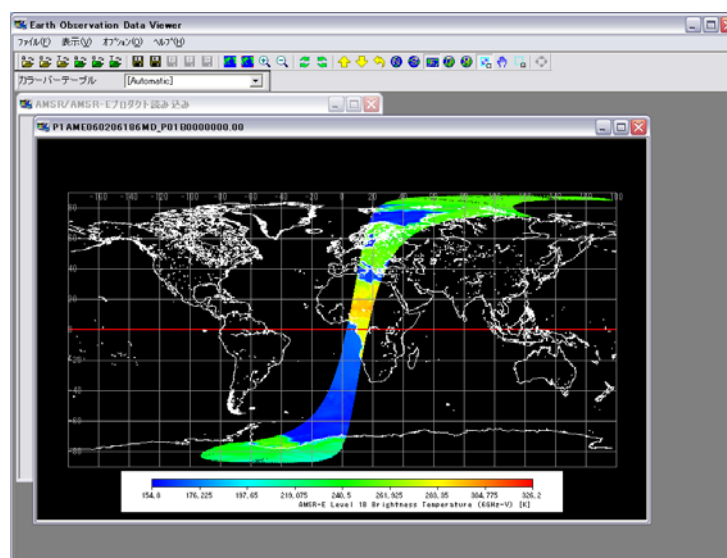 Earth Observation Data Viewer
ファイル(F) 表示(V) オプション(O) ヘルプ(H)
カラーバーテーブル [Automatic]
AMSR/AMSR-Eプロダクト読み込み
P1AME060206186MD_P01B0000000.00
-160 -140 -120 -100 -80 -60 -40 -20 0 20 40 60 80 100 120 140 160 180
80
60
40
20
0
-20
-40
-60
-80
154.0 176.225 197.65 219.075 240.5 261.925 283.35 304.775 326.2
AMSR-E Level 1B Brightness Temperature (6GHz-V) [K]